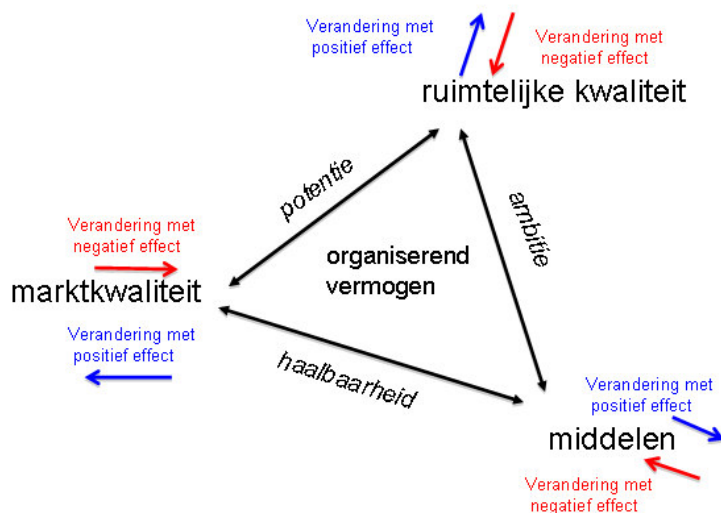 Verandering met
positief effect
Verandering met
negatief effect
ruimtelijke kwaliteit
potentie
ambitie
Verandering met
negatief effect
organiserend
vermogen
marktkwaliteit
Verandering met
positief effect
haalbaarheid
Verandering met
positief effect
middelen
Verandering met
negatief effect